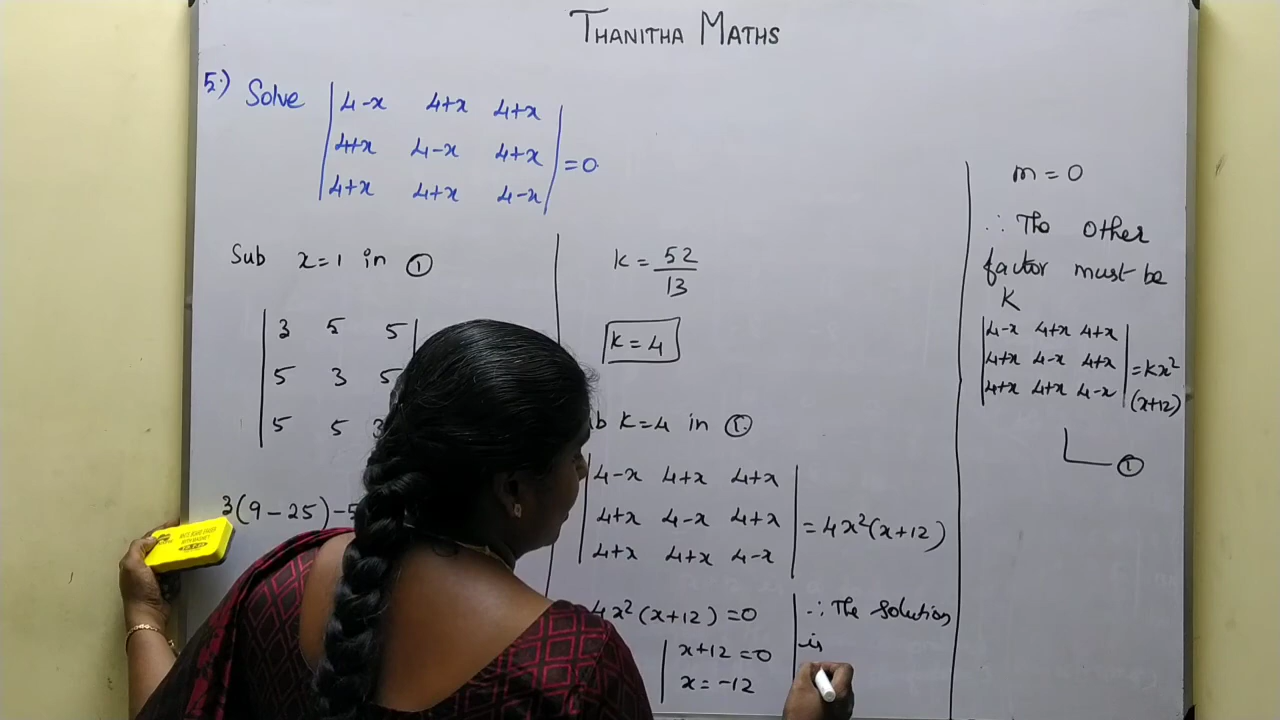 THANITHA MATHS
5.) Solve | 4-x 4+x 4+x |
| 4+x 4-x 4+x | = 0
| 4+x 4+x 4-x |
Sub x=1 in ①
| 3 5 5 |
5 3 5
5 5
3(9-25)-5
K = 52/13
K = 4
K=4 in ①
| 4-x 4+x 4+x |
| 4+x 4-x 4+x | = 4x²(x+12)
| 4+x 4+x 4-x |
4x²(x+12) = 0
x+12 = 0
x = -12
∴ The solution
is
m = 0
∴ The other
factor must be
K
| 4-x 4+x 4+x |
| 4+x 4-x 4+x | = Kx²
| 4+x 4+x 4-x | (x+12)
①